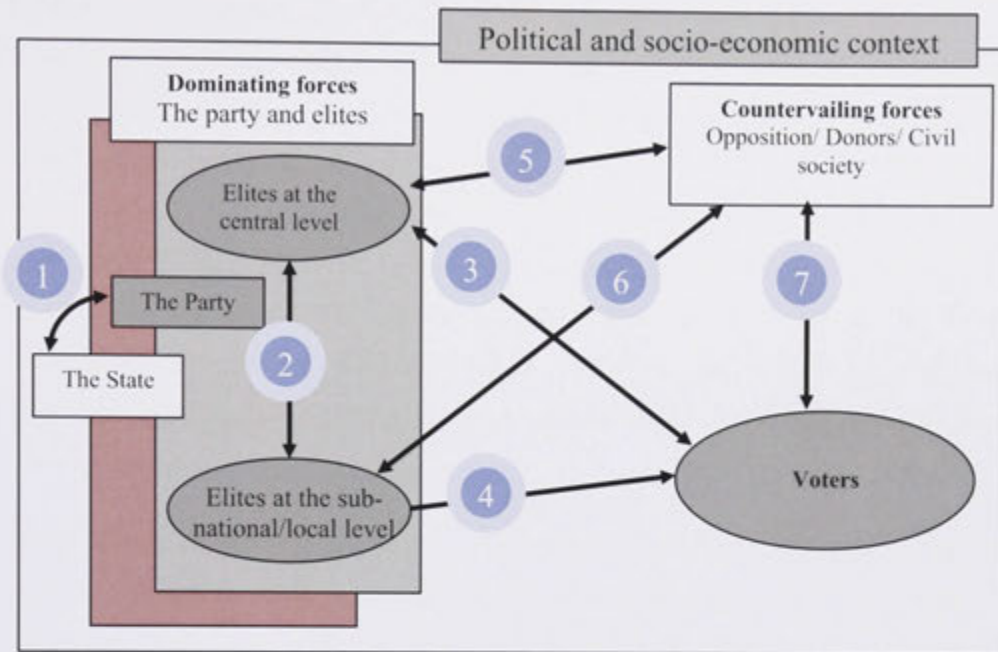 Political and socio-economic context
Dominating forces
The party and elites
Countervailing forces
Opposition/ Donors/ Civil
society
5
Elites at the
central level
3
6
7
1
The Party
2
The State
4
Elites at the sub-
national/local level
Voters